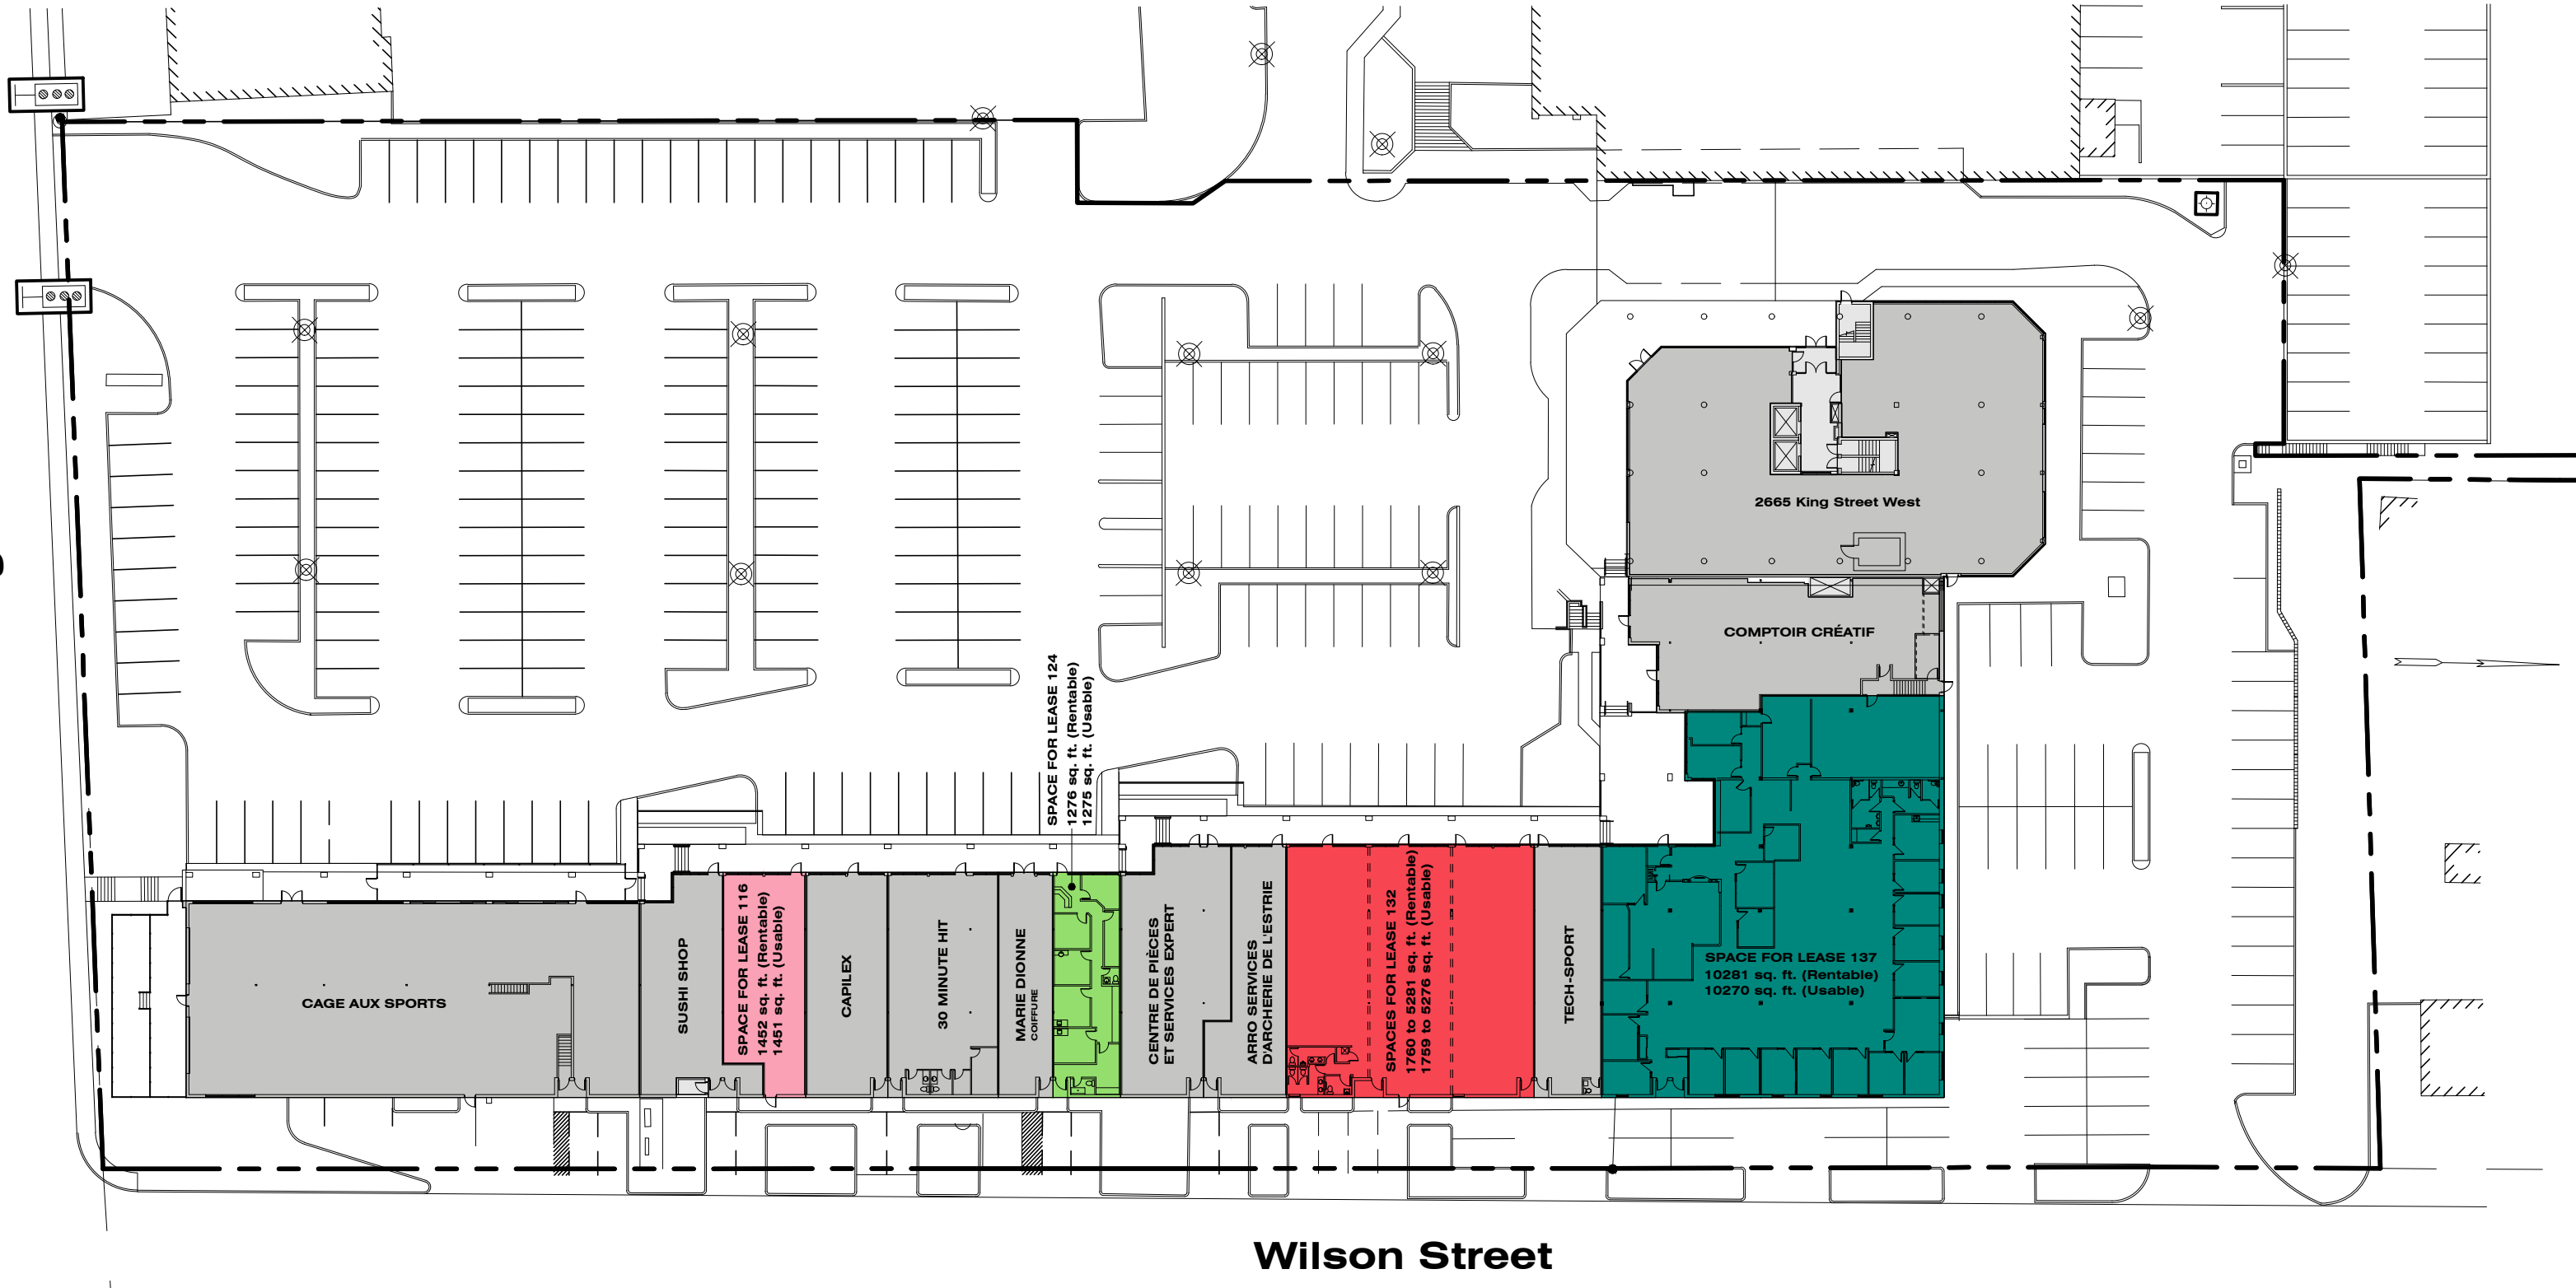 2665 King Street West
COMPTOIR CRÉATIF
SPACE FOR LEASE 124
1276 sq. ft. (Rentable)
1275 sq. ft. (Usable)
CAGE AUX SPORTS
SUSHI SHOP
SPACE FOR LEASE 116
1452 sq. ft. (Rentable)
1451 sq. ft. (Usable)
CAPILEX
30 MINUTE HIT
MARIE DIONNE
COIFFURE
CENTRE DE PIÈCES
ET SERVICES EXPERT
ARRO SERVICES
D'ARCHERIE DE L'ESTRIE
SPACES FOR LEASE 132
1760 to 5281 sq. ft. (Rentable)
1759 to 5276 sq. ft. (Usable)
TECH-SPORT
SPACE FOR LEASE 137
10281 sq. ft. (Rentable)
10270 sq. ft. (Usable)
Wilson Street